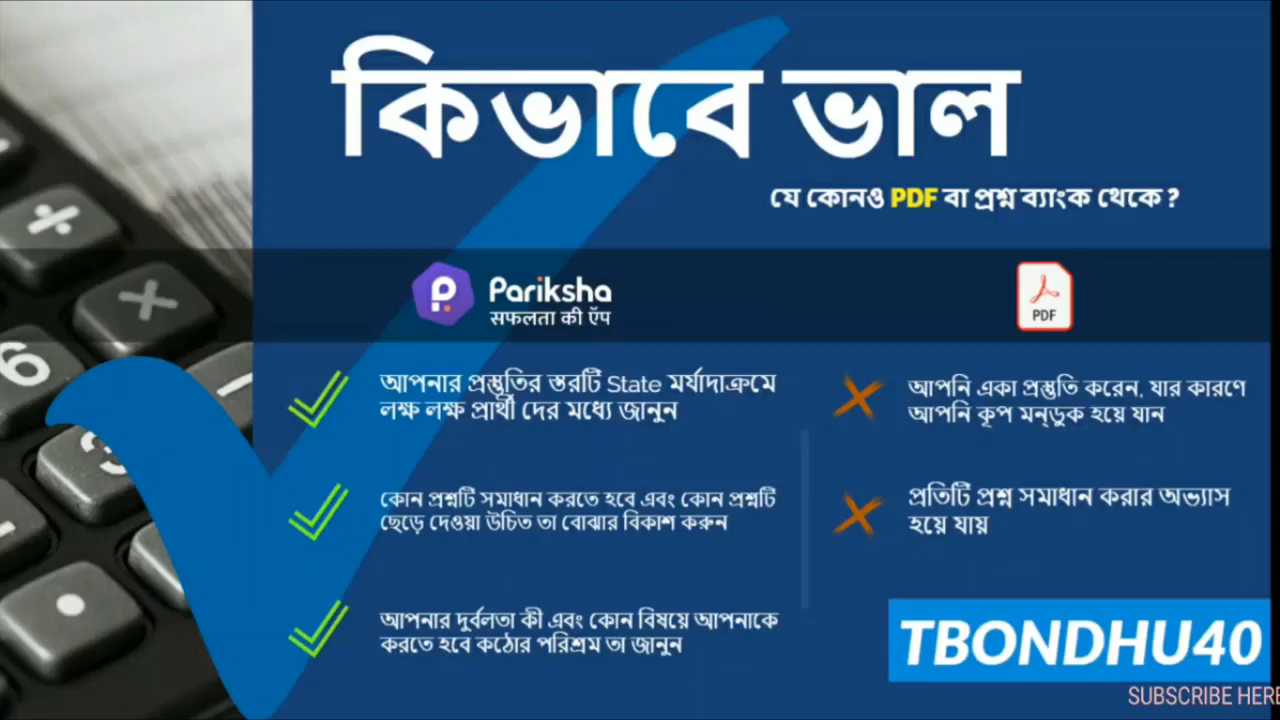 কিভাবে ভাল
যে কোনও PDF বা প্রশ্ন ব্যাংক থেকে ?
Pariksha
सफलता की ऍप
PDF
আপনার প্রস্তুতির স্তরটি State মর্যাদাক্রমে
লক্ষ লক্ষ প্রার্থী দের মধ্যে জানুন
কোন প্রশ্নটি সমাধান করতে হবে এবং কোন প্রশ্নটি
ছেড়ে দেওয়া উচিত তা বোঝার বিকাশ করুন
আপনার দুর্বলতা কী এবং কোন বিষয়ে আপনাকে
করতে হবে কঠোর পরিশ্রম তা জানুন
আপনি একা প্রস্তুতি করেন, যার কারণে
আপনি কূপ মন্ডুক হয়ে যান
প্রতিটি প্রশ্ন সমাধান করার অভ্যাস
হয়ে যায়
TBONDHU40
SUBSCRIBE HERE
6
3